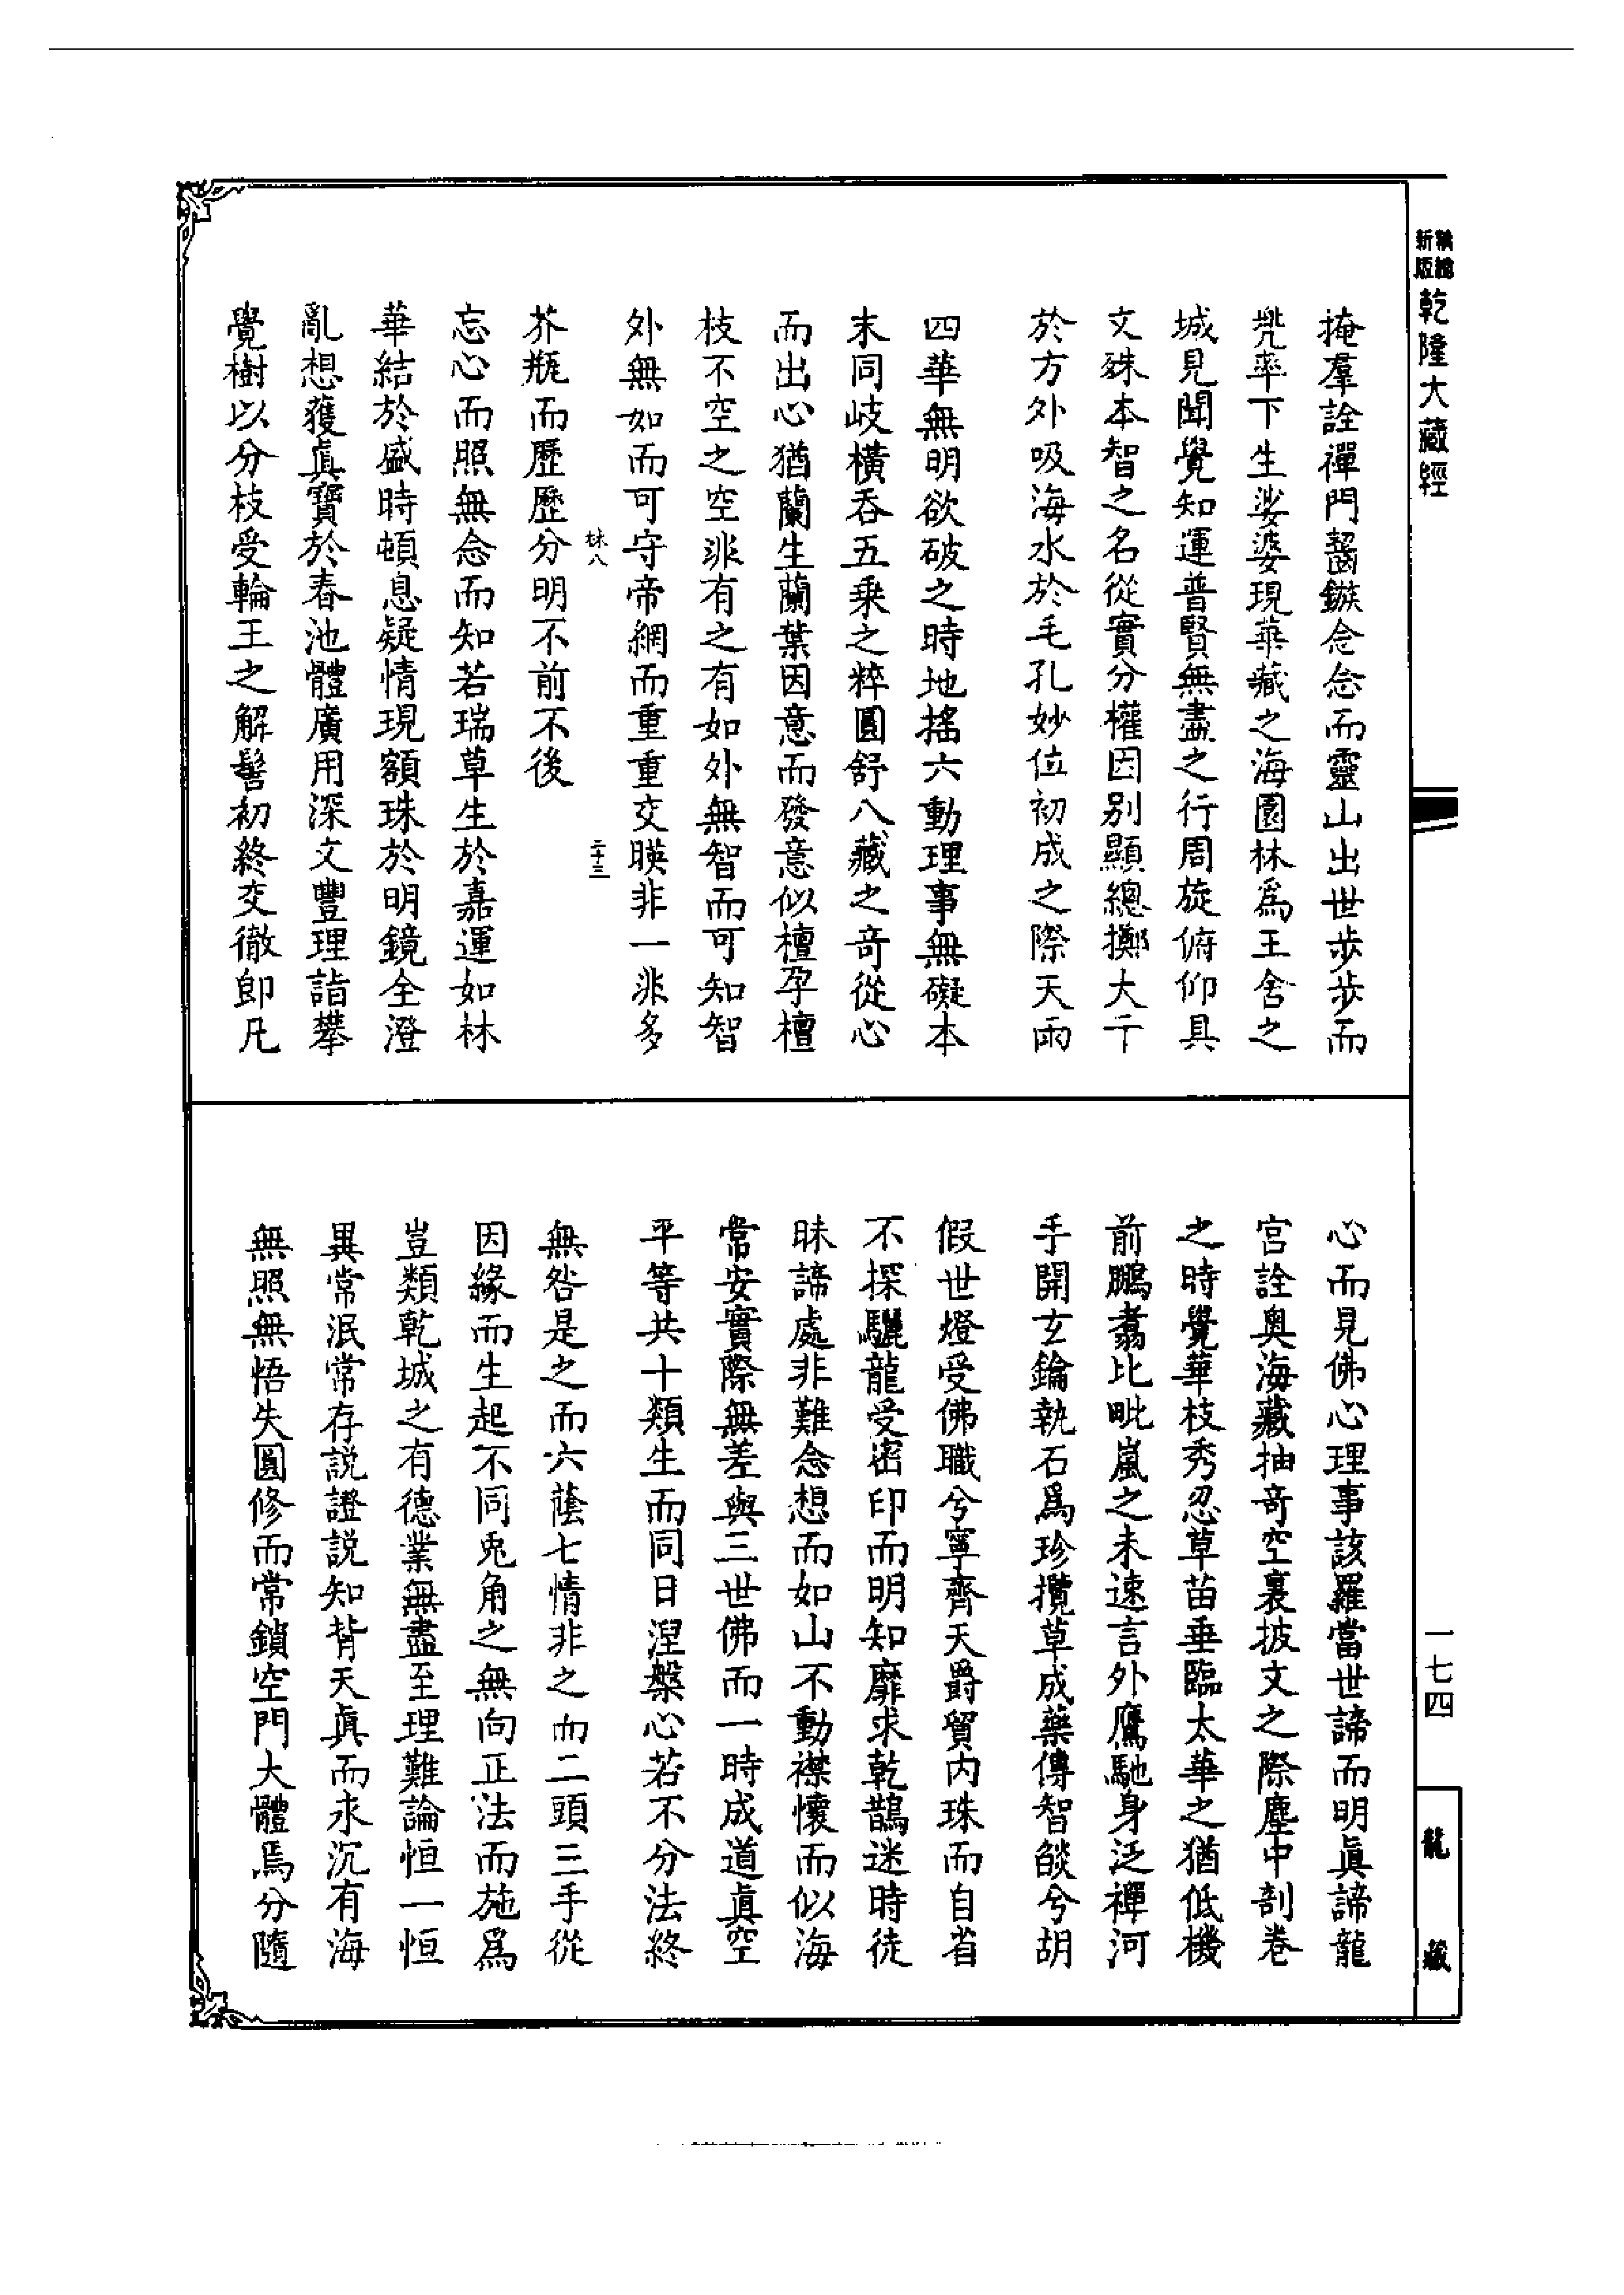 精繕新版乾隆大藏經
掩羣詮禪門齧鏃念念而靈山出世步步而
兠率下生娑婆現華藏之海園林爲王舍之
城見聞覺知運普賢無盡之行周旋俯仰具
文殊本智之名從實分權因别顯總擲大千
於方外吸海水於毛孔妙位初成之際天雨
四華無明欲破之時地搖六動理事無礙本
末同岐橫吞五乘之粹圓舒八藏之竒從心
而出心猶蘭生蘭葉因意而發意似檀孕檀
枝不空之空非有之有如外無智而可知智
外無如而可守帝網而重重交暎非一非多
芥瓶而歷歷分明不前不後
忘心而照無念而知若瑞草生於嘉運如林
華結於盛時頓息疑情現額珠於明鏡全澄
亂想獲眞寶於春池體廣用深文豐理詣攀
覺樹以分枝受輪王之解髻初終交徹即凡
二十三
心而見佛心理事該羅當世諦而明眞諦龍
宮詮奧海藏抽竒空裏披文之際塵中剖卷
之時覺華枝秀忍草苗垂臨太華之猶低機
前鵬翥比毗嵐之未速言外鷹馳身泛禪河
手開玄鑰執石爲珍攬草成藥傳智燄兮胡
假世燈受佛職兮寧齊天爵貿内珠而自省
不探驪龍受密印而明知靡求乾鵲迷時徒
昧諦處非難念想而如山不動襟懷而似海
常安實際無差與三世佛而一時成道眞空
平等共十類生而同日涅槃心若不分法終
無咎是之而六蔭七情非之而二頭三手從
因緣而生起不同兎角之無向正法而施爲
豈類乾城之有德業無盡至理難論恒一恒
異常泯常存説證説知背天眞而永沉有海
無照無悟失圓修而常鎖空門大體焉分隨
一七四
龍藏